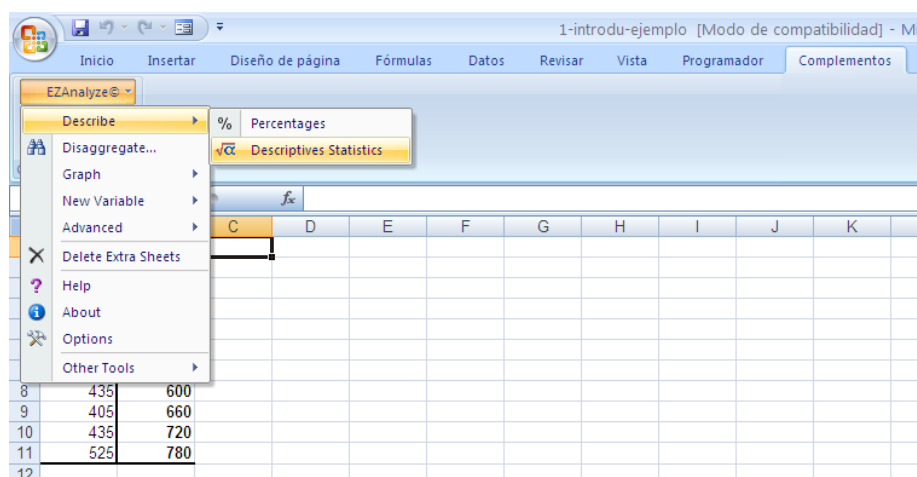 1-introdu-ejemplo [Modo de compatibilidad] - M
Inicio Insertar Diseño de página Fórmulas Datos Revisar Vista Programador Complementos
EZAnalyze©
Describe
Disaggregate...
Graph
New Variable
Advanced
Delete Extra Sheets
Help
About
Options
Other Tools
% Percentages
√α Descriptives Statistics
fx
C D E F G H I J K
8 435 600
9 405 660
10 435 720
11 525 780
12